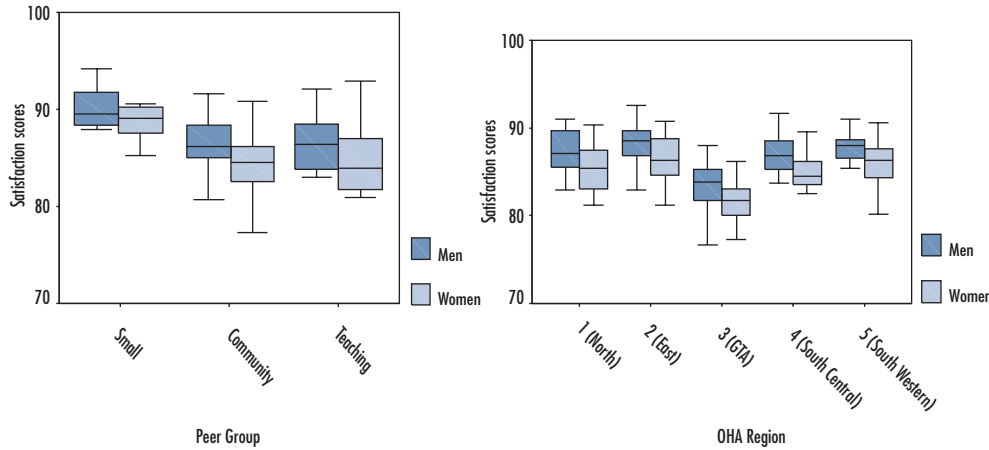 100
90
80
70
Satisfaction scores
Small
Community
Teaching
Peer Group
Men
Women
100
90
80
70
Satisfaction scores
1 (North)
2 (East)
3 (GTA)
4 (South Central)
5 (South Western)
OHA Region
Men
Women